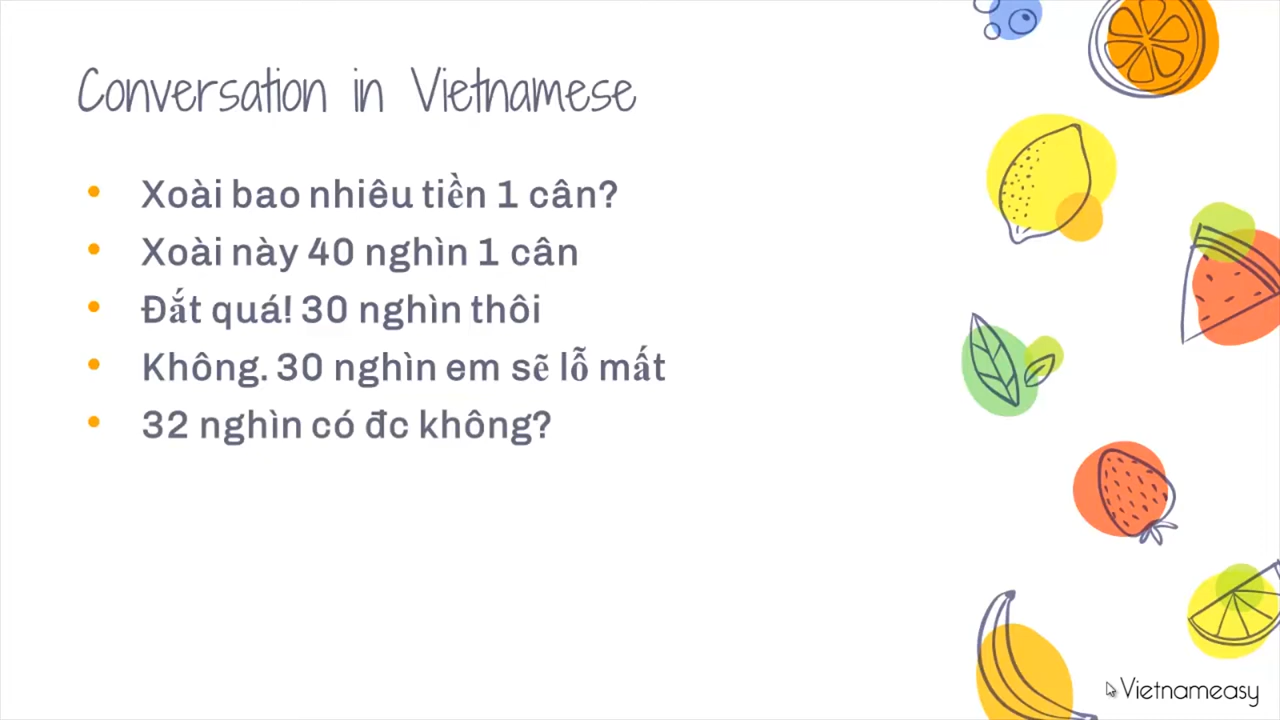 Conversation in Vietnamese
• Xoài bao nhiêu tiền 1 cân?
• Xoài này 40 nghìn 1 cân
• Đắt quá! 30 nghìn thôi
• Không. 30 nghìn em sẽ lỗ mất
• 32 nghìn có đc không?
Vietnameasy